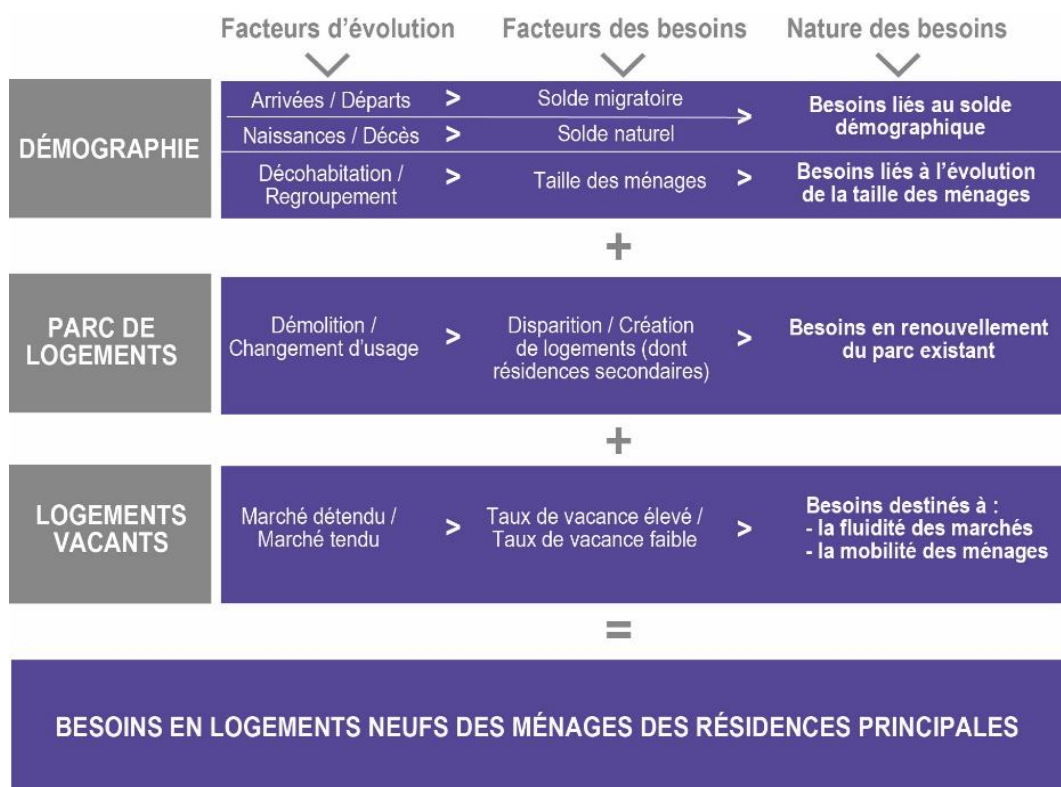 Facteurs d'évolution
Facteurs des besoins
Nature des besoins
DÉMOGRAPHIE
Arrivées / Départs
>
Solde migratoire
Naissances / Décès
>
Solde naturel
>
Besoins liés au solde
démographique
Décohabitation /
Regroupement
>
Taille des ménages
>
Besoins liés à l'évolution
de la taille des ménages
+
PARC DE
LOGEMENTS
Démolition /
Changement d'usage
>
Disparition / Création
de logements (dont
résidences secondaires)
>
Besoins en renouvellement
du parc existant
+
LOGEMENTS
VACANTS
Marché détendu /
Marché tendu
>
Taux de vacance élevé /
Taux de vacance faible
>
Besoins destinés à :
- la fluidité des marchés
- la mobilité des ménages
=
BESOINS EN LOGEMENTS NEUFS DES MÉNAGES DES RÉSIDENCES PRINCIPALES